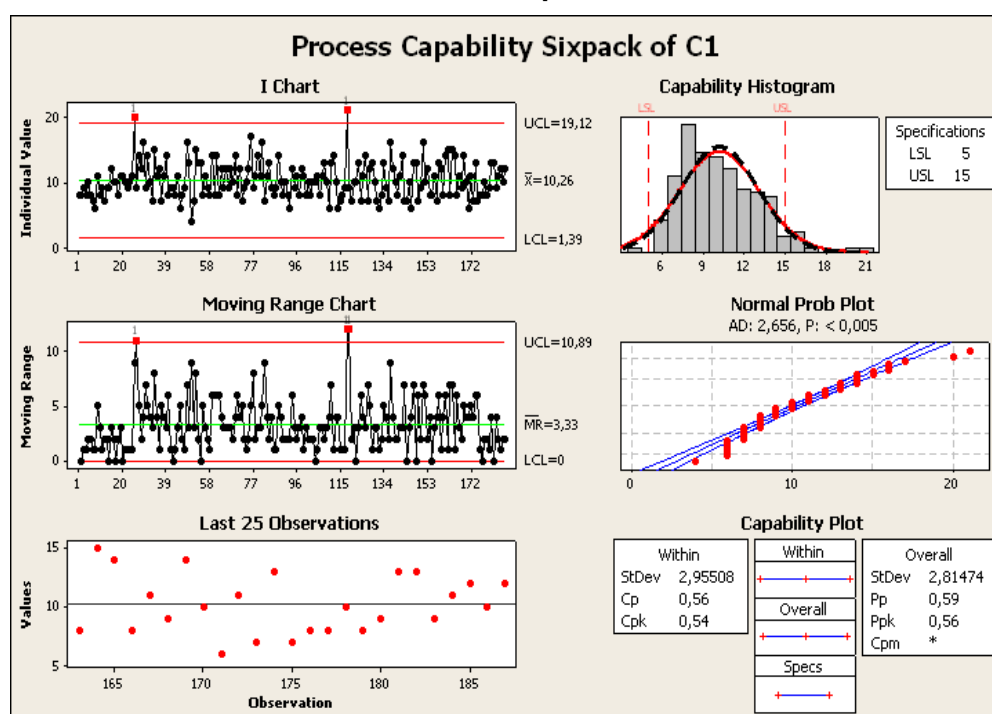 Process Capability Sixpack of C1
I Chart
Individual Value
20
10
0
1 20 39 58 77 96 115 134 153 172
1
1
UCL=19,12
X=10,26
LCL=1,39
Capability Histogram
LSL USL
6 9 12 15 18 21
Specifications
LSL 5
USL 15
Moving Range Chart
Moving Range
10
5
0
1 20 39 58 77 96 115 134 153 172
1
UCL=10,89
MR=3,33
LCL=0
Normal Prob Plot
AD: 2,656, P: < 0,005
0 10 20
Last 25 Observations
Values
15
10
5
165 170 175 180 185
Observation
Capability Plot
Within
StDev 2,95508
Cp 0,56
Cpk 0,54
Within
Overall
Specs
Overall
StDev 2,81474
Pp 0,59
Ppk 0,56
Cpm *